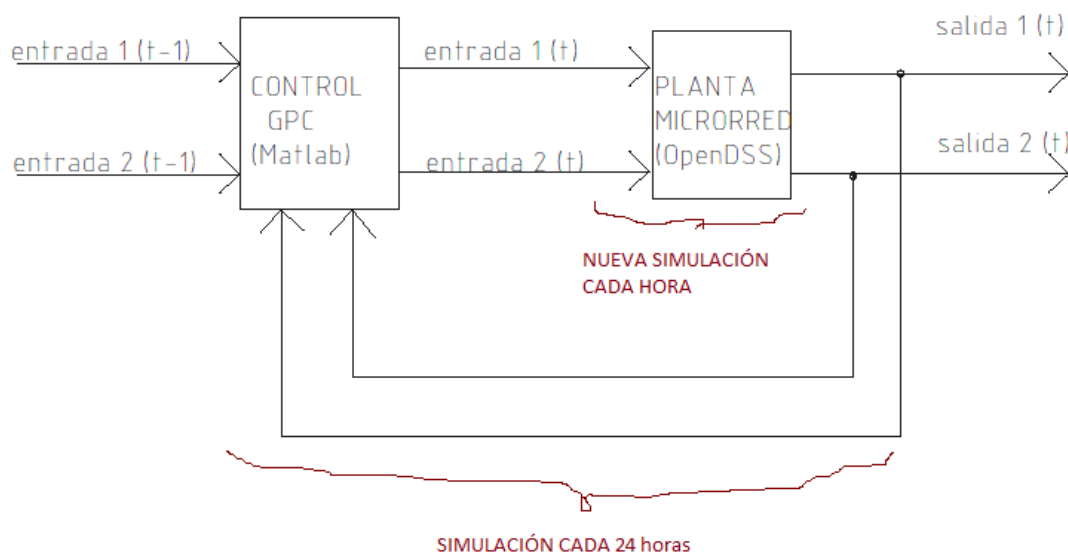 entrada 1 (t-1)
entrada 2 (t-1)
CONTROL
GPC
(Matlab)
entrada 1 (t)
entrada 2 (t)
PLANTA
MICRORRED
(OpenDSS)
salida 1 (t)
salida 2 (t)
NUEVA SIMULACIÓN
CADA HORA
SIMULACIÓN CADA 24 horas